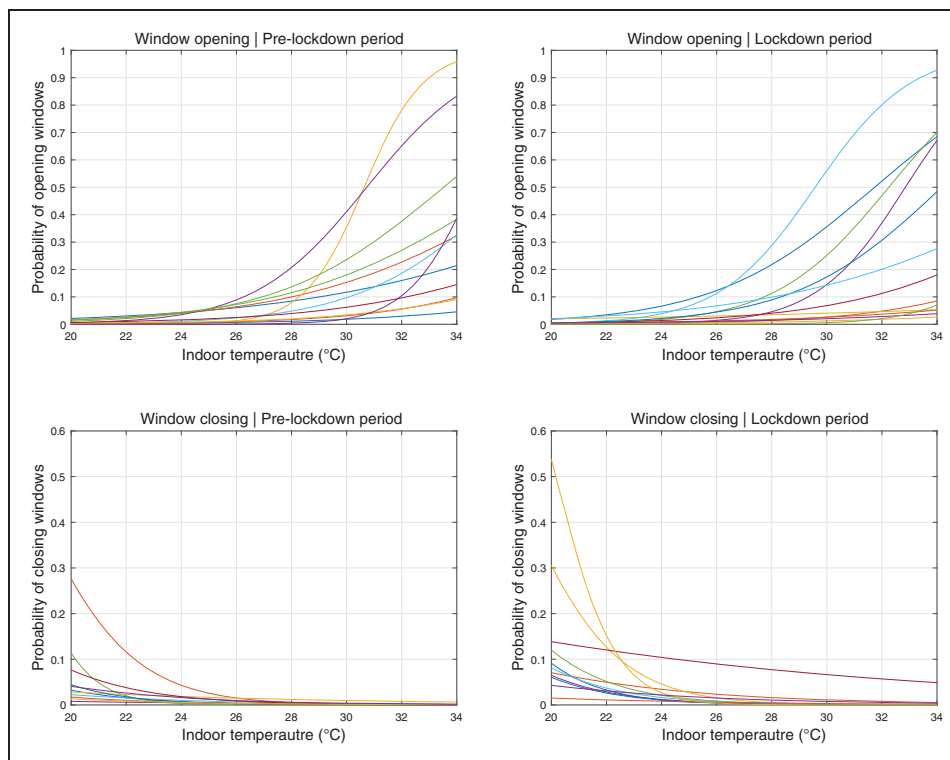 Window opening | Pre-lockdown period
Probability of opening windows
1
0.9
0.8
0.7
0.6
0.5
0.4
0.3
0.2
0.1
0
20 22 24 26 28 30 32 34
Indoor temperautre (°C)
Window opening | Lockdown period
Probability of opening windows
1
0.9
0.8
0.7
0.6
0.5
0.4
0.3
0.2
0.1
0
20 22 24 26 28 30 32 34
Indoor temperautre (°C)
Window closing | Pre-lockdown period
Probability of closing windows
0.6
0.5
0.4
0.3
0.2
0.1
0
20 22 24 26 28 30 32 34
Indoor temperautre (°C)
Window closing | Lockdown period
Probability of closing windows
0.6
0.5
0.4
0.3
0.2
0.1
0
20 22 24 26 28 30 32 34
Indoor temperautre (°C)